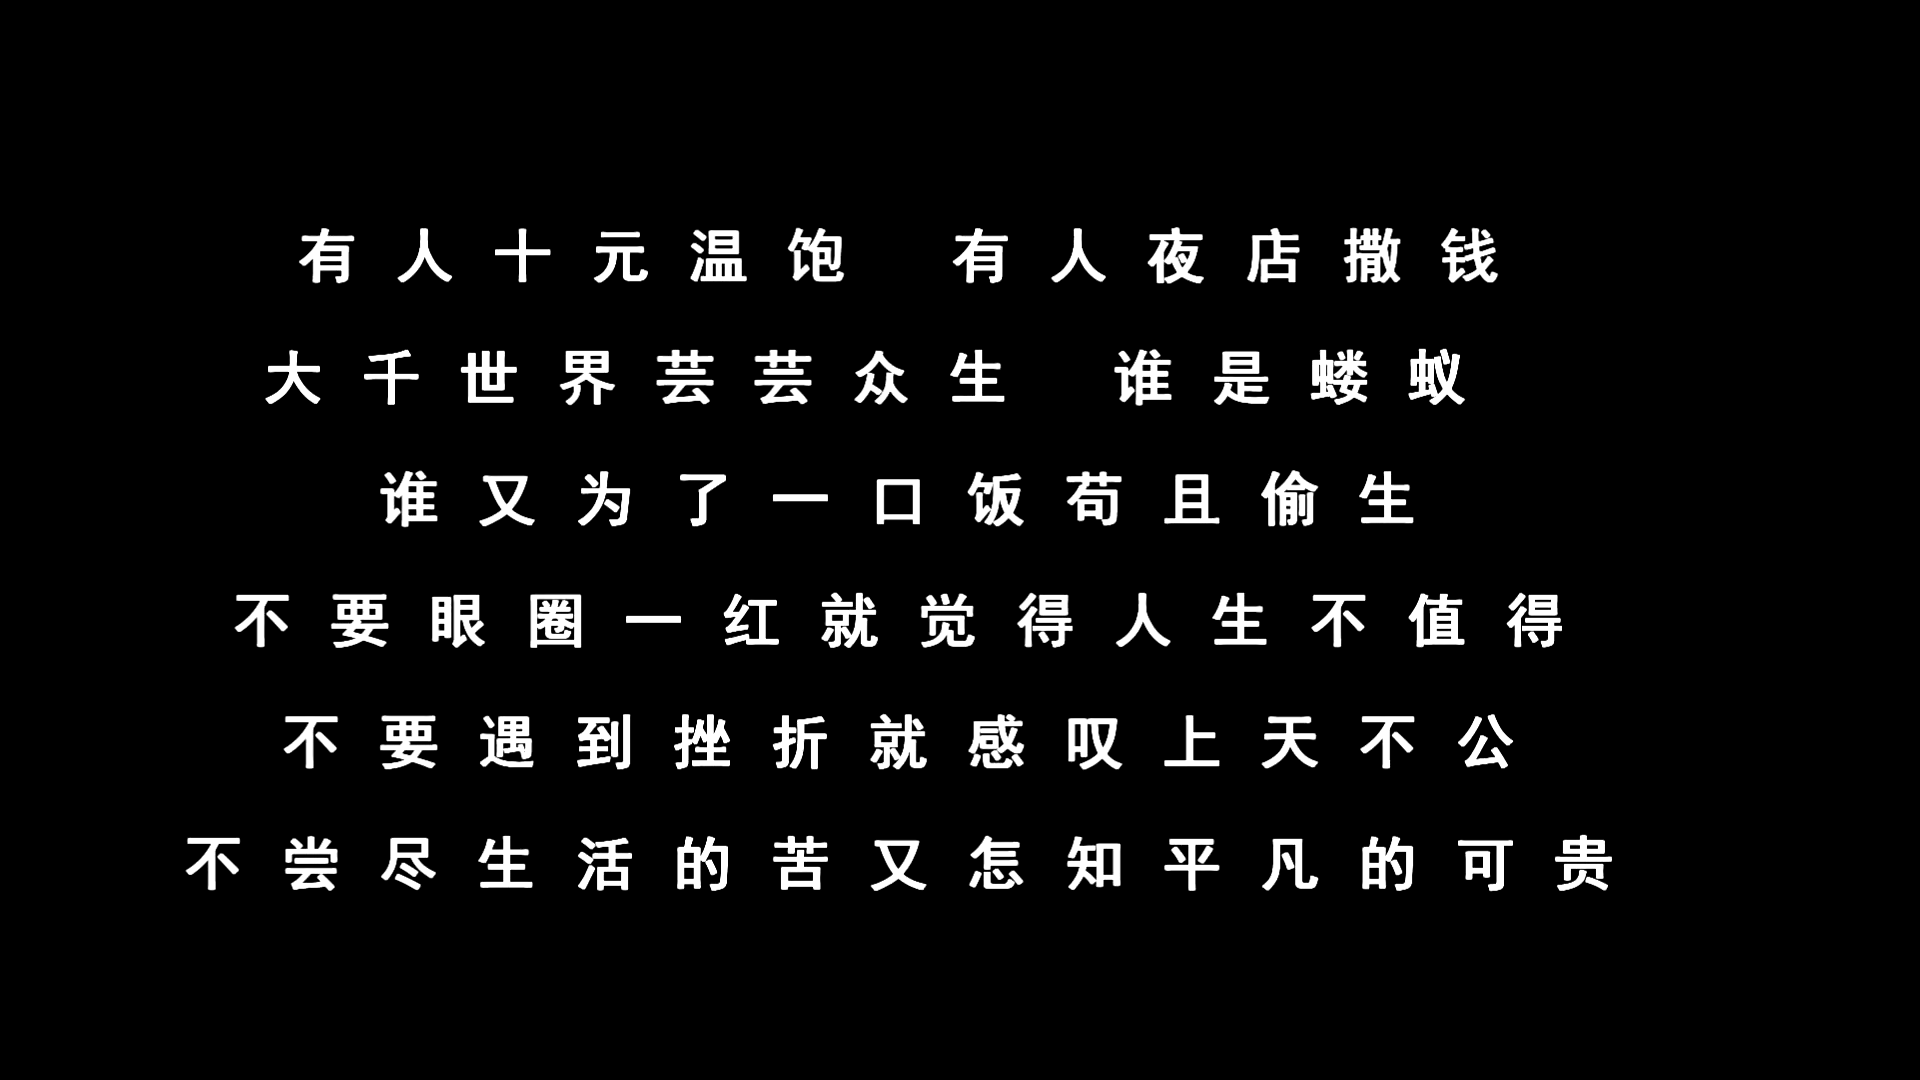 有人十元温饱 有人夜店撒钱
大千世界芸芸众生 谁是蝼蚁
谁又为了一口饭苟且偷生
不要眼圈一红就觉得人生不值得
不要遇到挫折就感叹上天不公
不尝尽生活的苦又怎知平凡的可贵